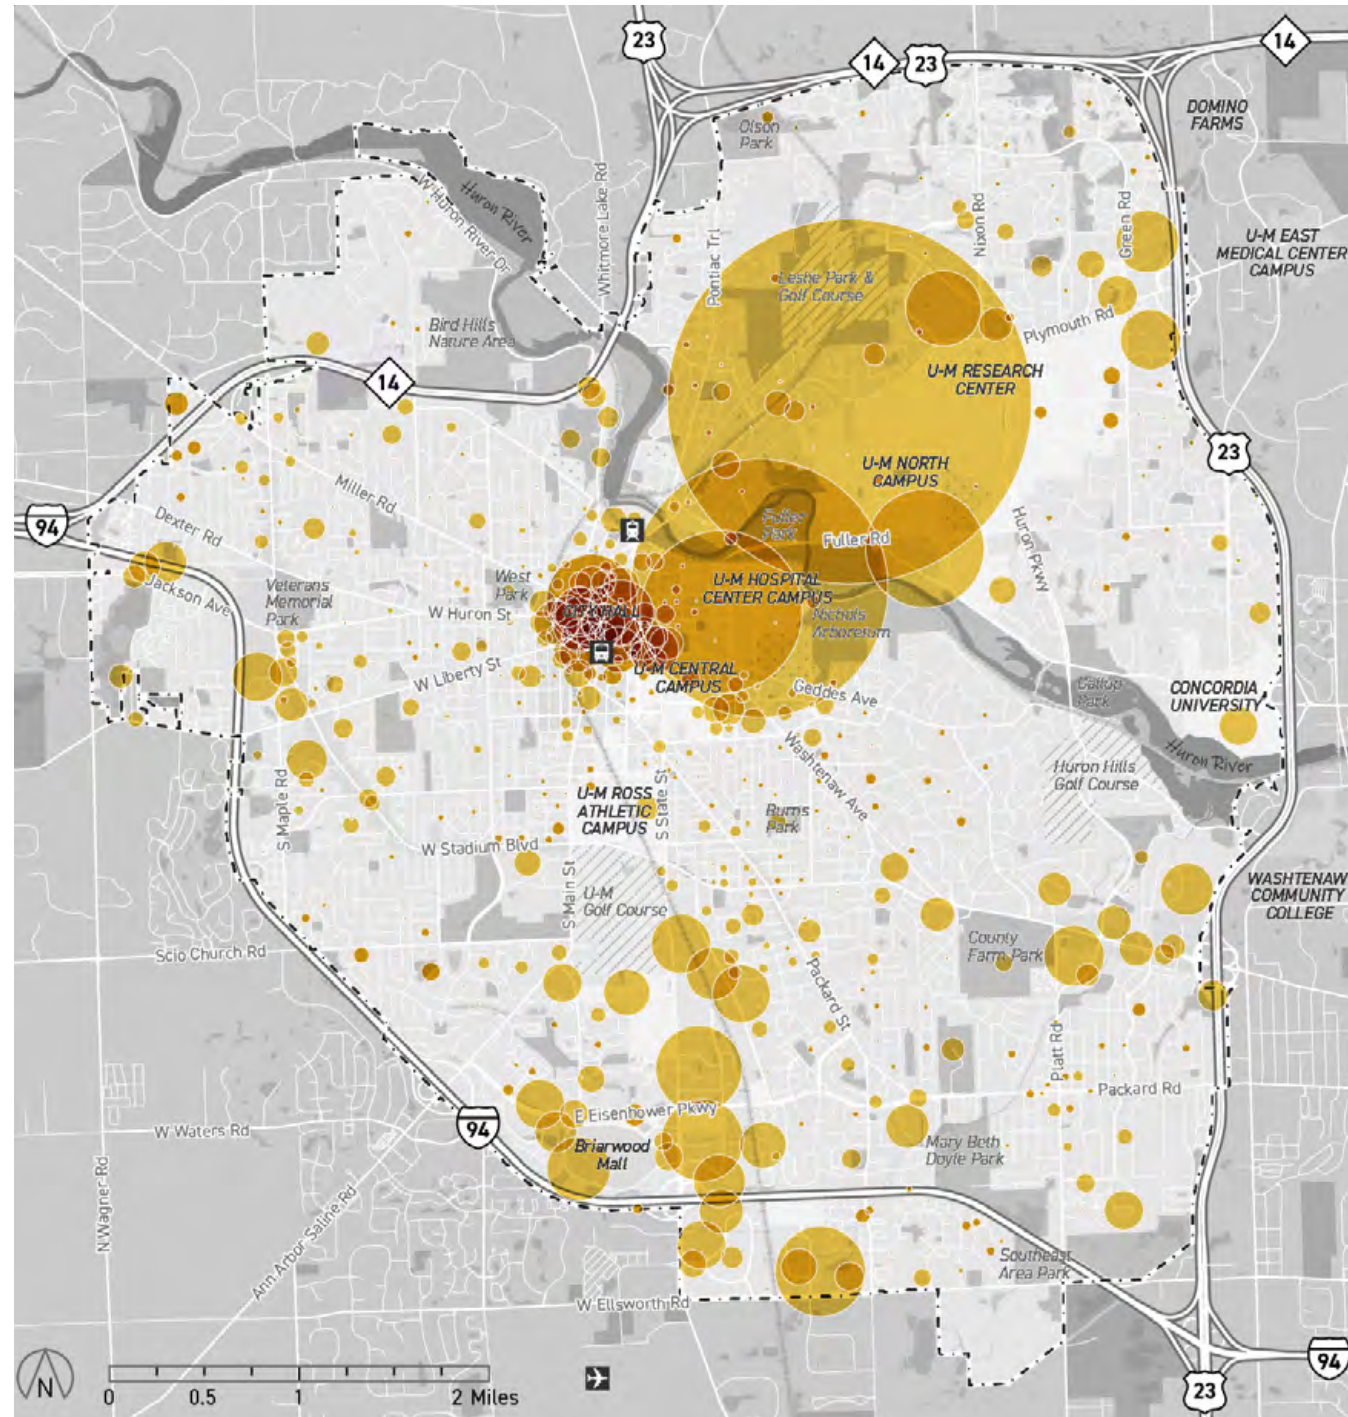 23
14
23
14
DOMINO
FARMS
Olson
Park
Huron River
W Huron River Dr
Whitmore Lake Rd
Pontiac Trl
Nixon Rd
Green Rd
U-M EAST
MEDICAL CENTER
CAMPUS
Leslie Park &
Golf Course
Bird Hills
Nature Area
Plymouth Rd
14
U-M RESEARCH
CENTER
23
U-M NORTH
CAMPUS
Miller Rd
94
Dexter Rd
Fuller
Park
Fuller Rd
Huron Pkwy
Jackson Ave
Veterans
Memorial
Park
West
Park
W Huron St
CITY HALL
U-M HOSPITAL
CENTER CAMPUS
Nichols
Arboretum
W Liberty St
U-M CENTRAL
CAMPUS
Geddes Ave
Gallup
Park
CONCORDIA
UNIVERSITY
Huron River
Washtenaw Ave
Huron Hills
Golf Course
S Maple Rd
U-M ROSS
ATHLETIC
CAMPUS
S State St
Burns
Park
W Stadium Blvd
S Main St
U-M
Golf Course
WASHTENAW
COMMUNITY
COLLEGE
Scio Church Rd
County
Farm Park
Packard St
Platt Rd
Packard Rd
94
E Eisenhower Pkwy
W Waters Rd
Briarwood
Mall
Mary Beth
Doyle Park
N Wagner Rd
Ann Arbor Saline Rd
Southeast
Area Park
W Ellsworth Rd
94
N
0 0.5 1 2 Miles
23